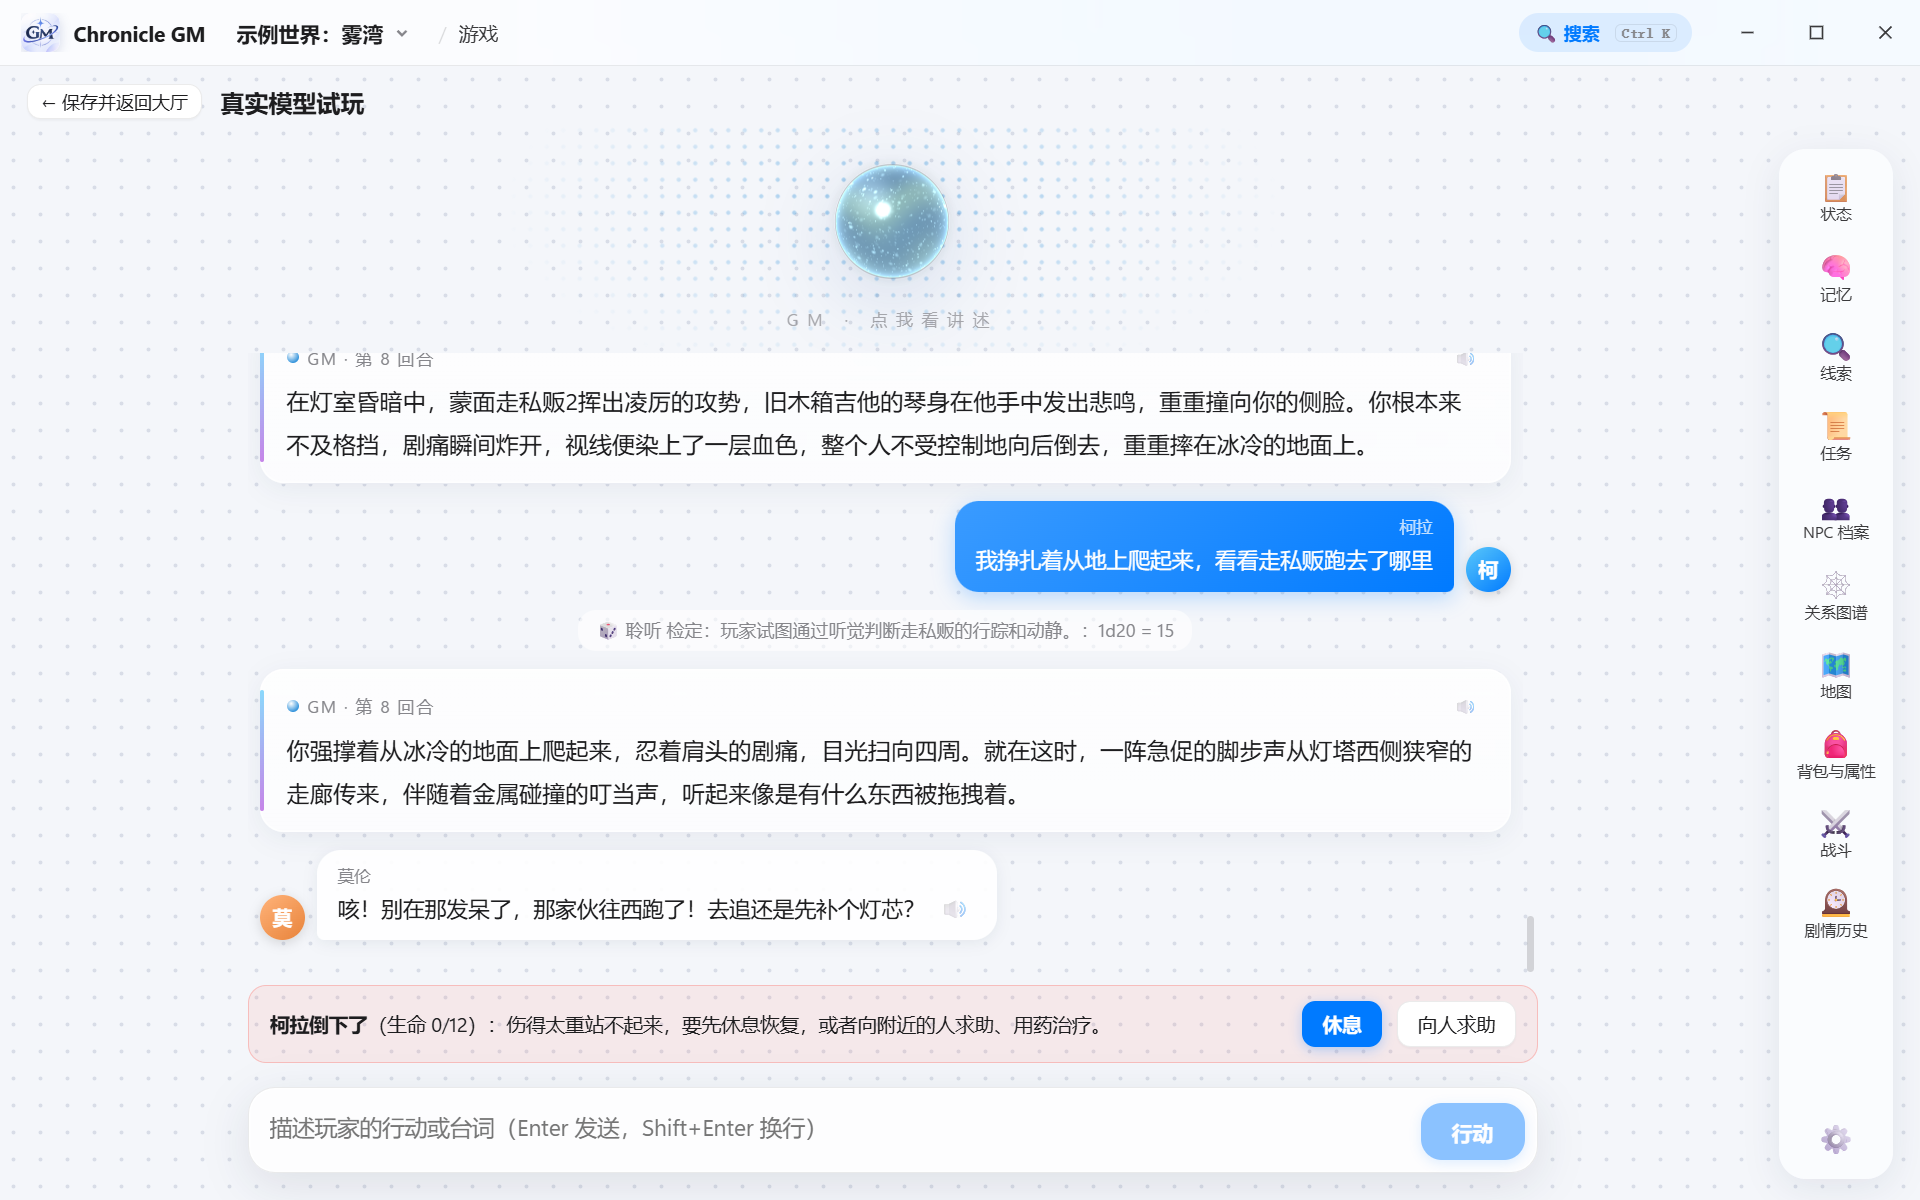 GM
Chronicle GM
示例世界：雾湾
/ 游戏
搜索 Ctrl K
← 保存并返回大厅
真实模型试玩
GM · 点我看讲述
GM · 第 8 回合
在灯室昏暗中，蒙面走私贩2挥出凌厉的攻势，旧木箱吉他的琴身在他手中发出悲鸣，重重撞向你的侧脸。你根本来
不及格挡，剧痛瞬间炸开，视线便染上了一层血色，整个人不受控制地向后倒去，重重摔在冰冷的地面上。
柯拉
我挣扎着从地上爬起来，看看走私贩跑去了哪里
柯
聆听 检定：玩家试图通过听觉判断走私贩的行踪和动静。：1d20 = 15
GM · 第 8 回合
你强撑着从冰冷的地面上爬起来，忍着肩头的剧痛，目光扫向四周。就在这时，一阵急促的脚步声从灯塔西侧狭窄的
走廊传来，伴随着金属碰撞的叮当声，听起来像是有什么东西被拖拽着。
莫伦
莫
咳！别在那发呆了，那家伙往西跑了！去追还是先补个灯芯？
柯拉倒下了（生命 0/12）：伤得太重站不起来，要先休息恢复，或者向附近的人求助、用药治疗。
休息
向人求助
描述玩家的行动或台词（Enter 发送，Shift+Enter 换行）
行动
状态
记忆
线索
任务
NPC 档案
关系图谱
地图
背包与属性
战斗
剧情历史